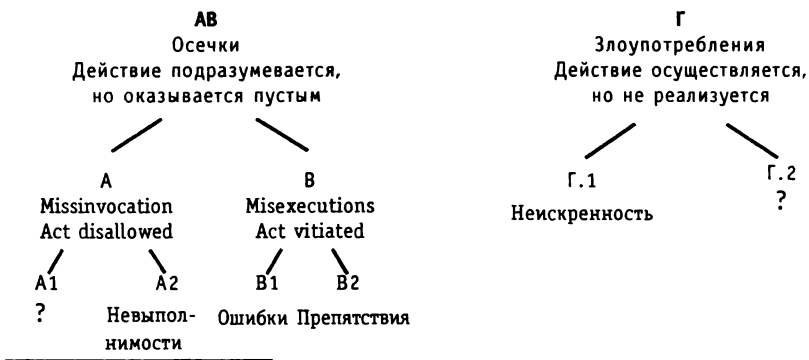 АВ
Осечки
Действие подразумевается,
но оказывается пустым
Г
Злоупотребления
Действие осуществляется,
но не реализуется
А
Missinvocation
Act disallowed
В
Misexecutions
Act vitiated
Г.1
Неискренность
Г.2
?
А1
?
А2
Невыпол-
нимости
В1
Ошибки
В2
Препятствия